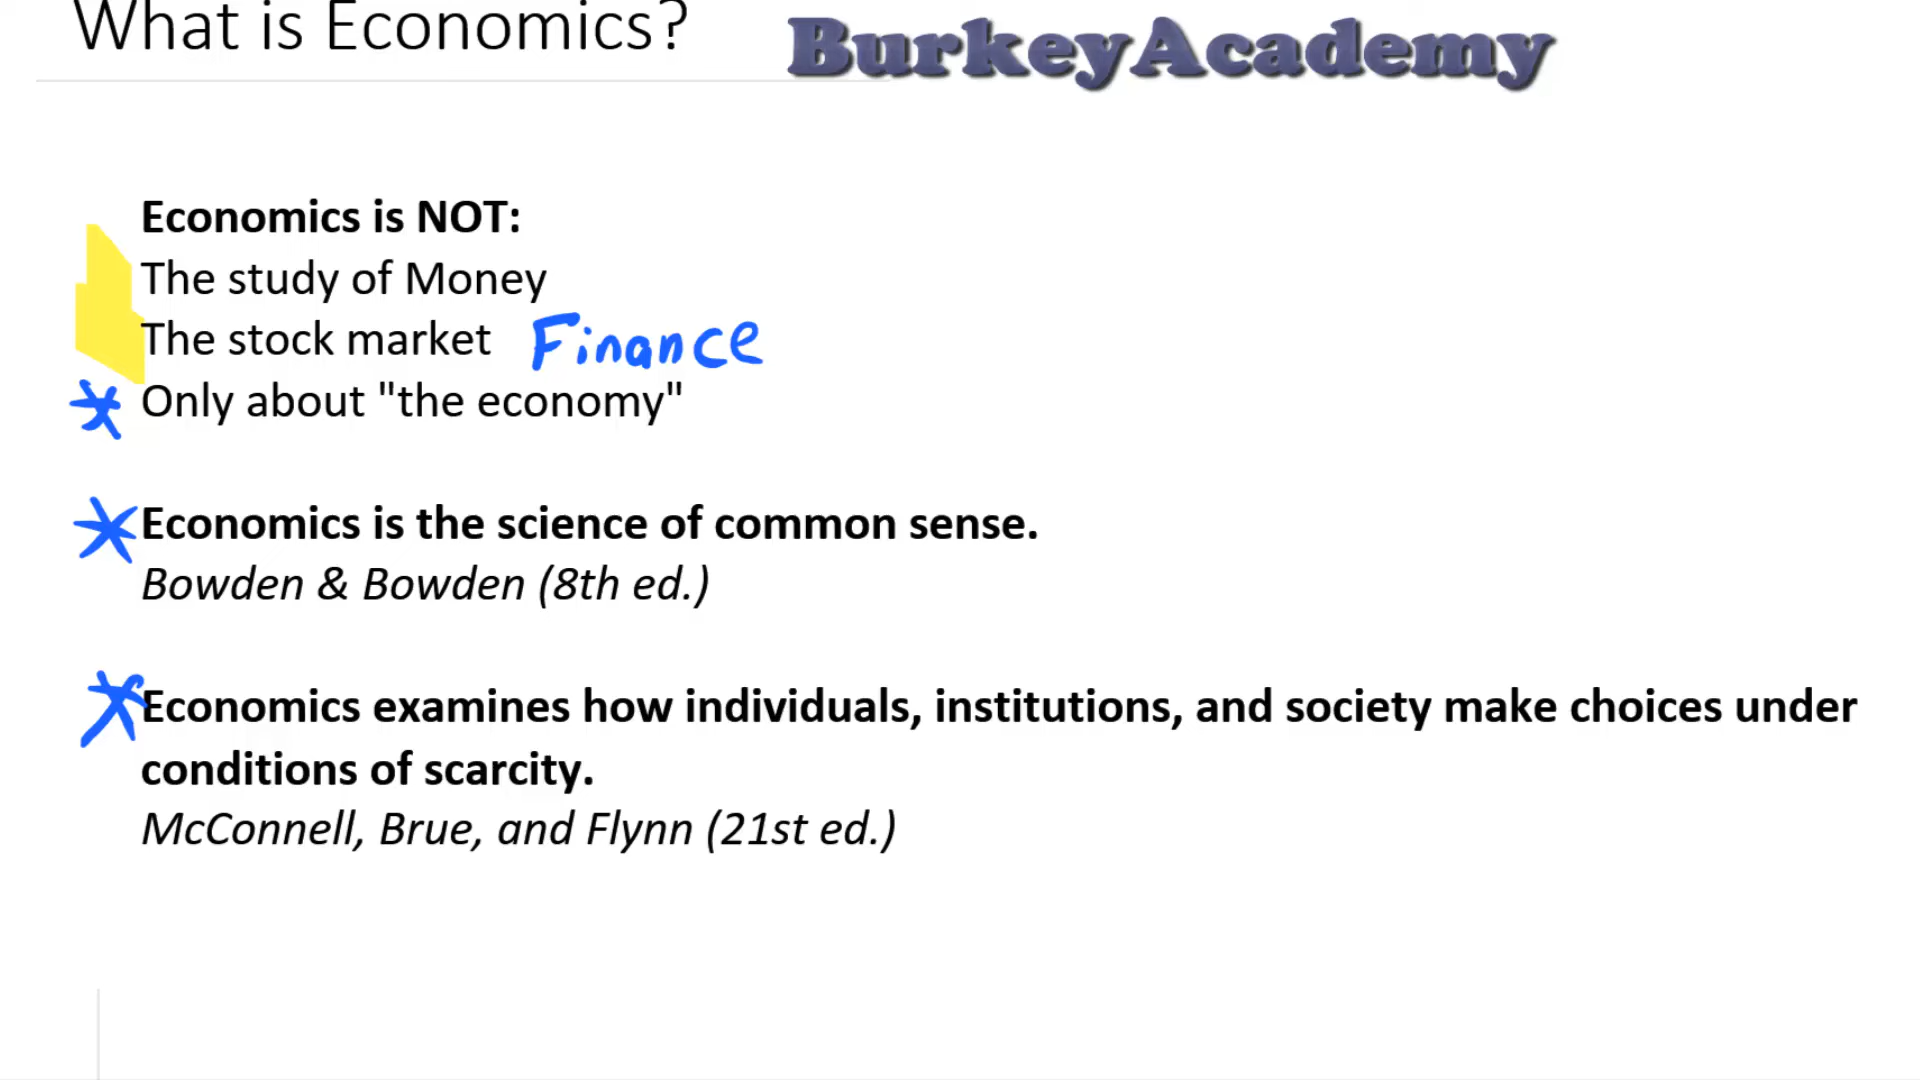 What is Economics?
BurkeyAcademy
Economics is NOT:
The study of Money
The stock market Finance
Only about "the economy"
Economics is the science of common sense.
Bowden & Bowden (8th ed.)
Economics examines how individuals, institutions, and society make choices under
conditions of scarcity.
McConnell, Brue, and Flynn (21st ed.)